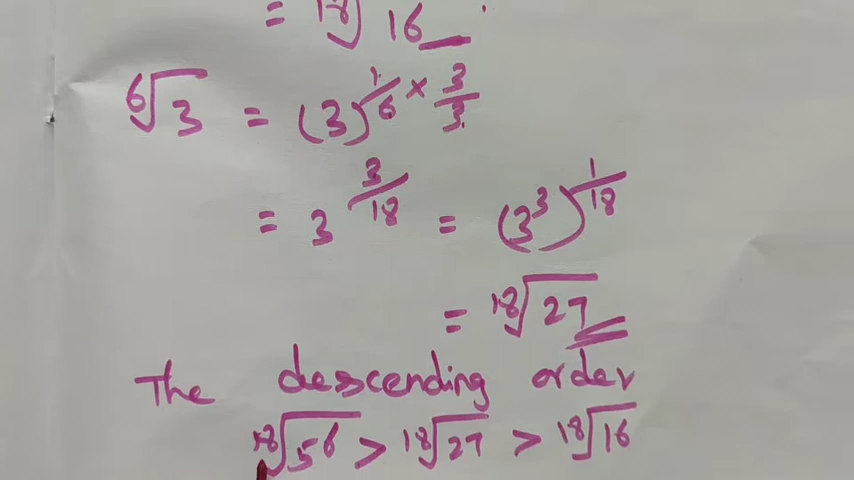 = ¹⁸√16
⁶√3 = (3)^(1/6 × 3/3)
= 3^(3/18) = (3³)^(1/18)
= ¹⁸√27
The descending order
¹⁸√5⁶ > ¹⁸√27 > ¹⁸√16